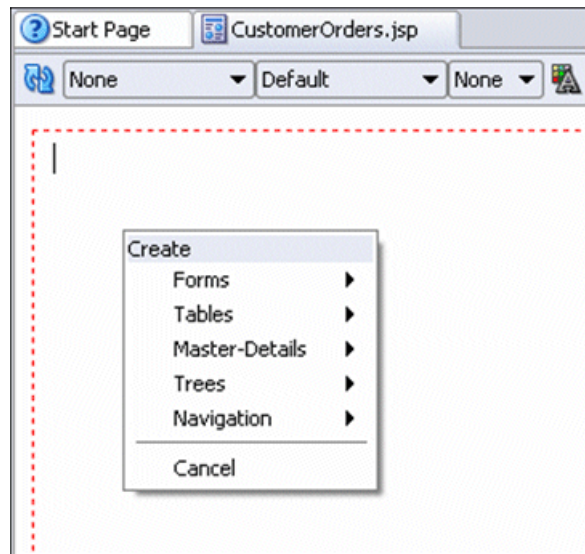 Start Page CustomerOrders.jsp
None Default None
Create
Forms
Tables
Master-Details
Trees
Navigation
Cancel